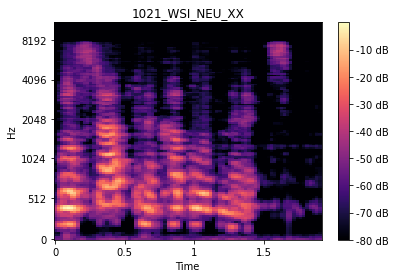 1021_WSI_NEU_XX
8192
4096
2048
1024
512
0
Hz
0
0.5
1
1.5
Time
-10 dB
-20 dB
-30 dB
-40 dB
-50 dB
-60 dB
-70 dB
-80 dB